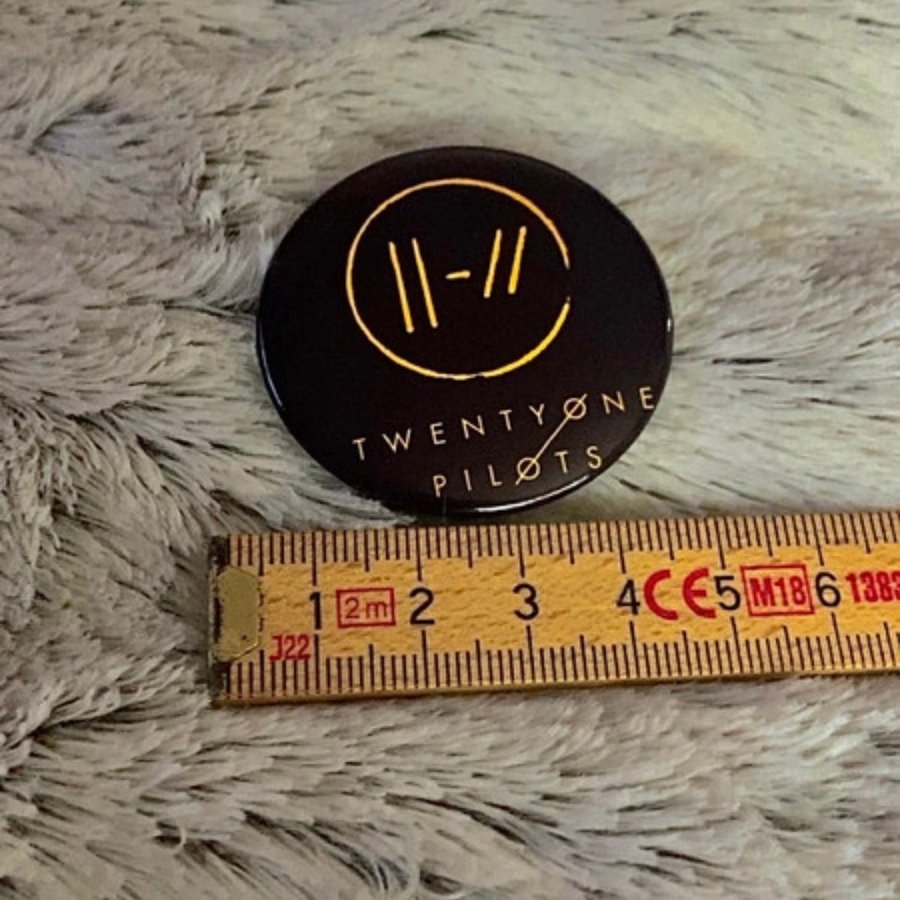 ||-//
TWENTYØNE
PILØTS
1 2m 2 3 4 CE 5 M18 6 1383
J22